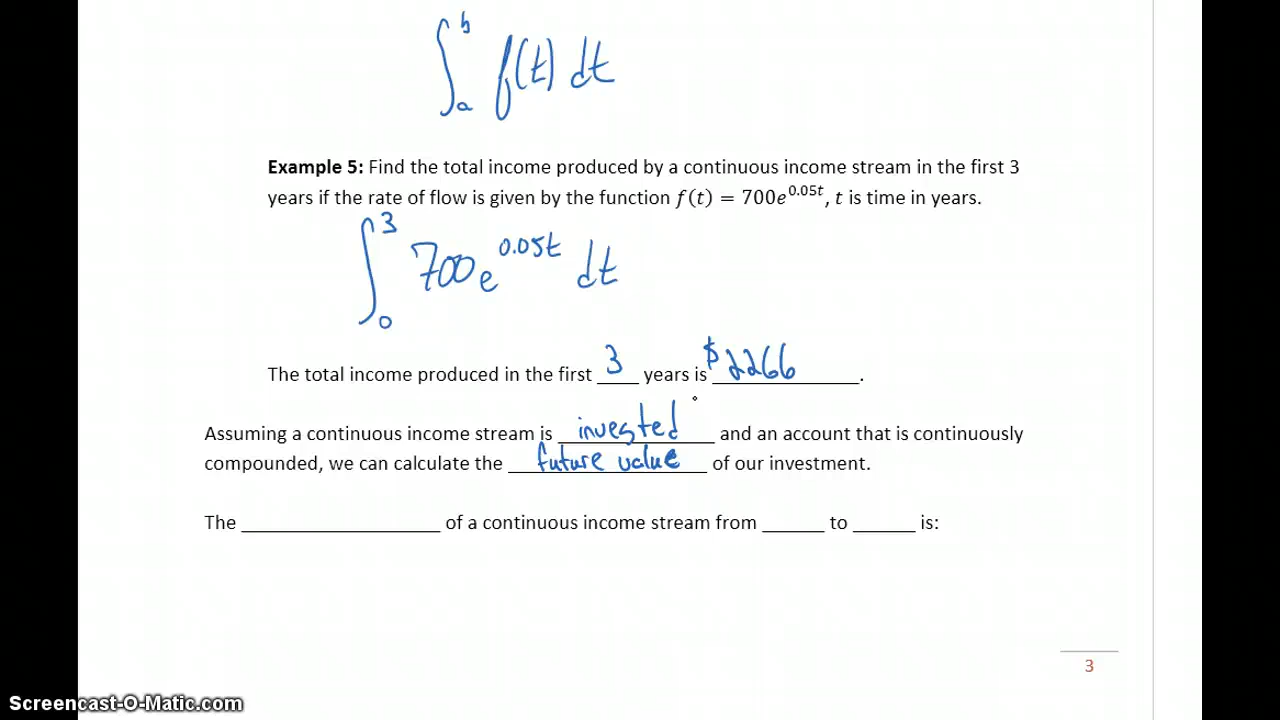 ∫_a^b f(t) dt
Example 5: Find the total income produced by a continuous income stream in the first 3
years if the rate of flow is given by the function f(t) = 700e^{0.05t}, t is time in years.
∫_0^3 700e^{0.05t} dt
The total income produced in the first 3 years is $2266.
Assuming a continuous income stream is invested and an account that is continuously
compounded, we can calculate the future value of our investment.
The ____________________ of a continuous income stream from ______ to ______ is:
3
Screencast-O-Matic.com